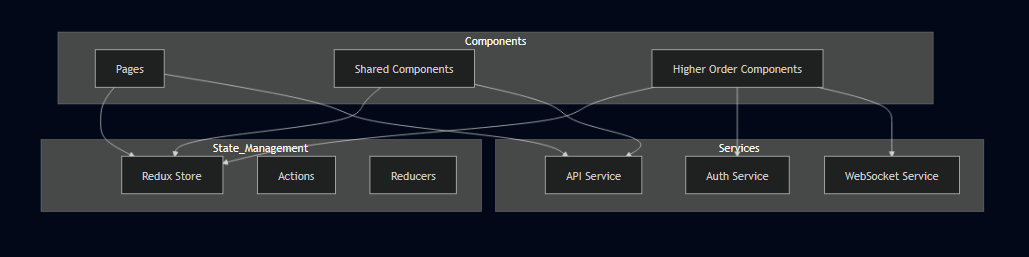 Components
Pages
Shared Components
Higher Order Components
State_Management
Services
Redux Store
Actions
Reducers
API Service
Auth Service
WebSocket Service